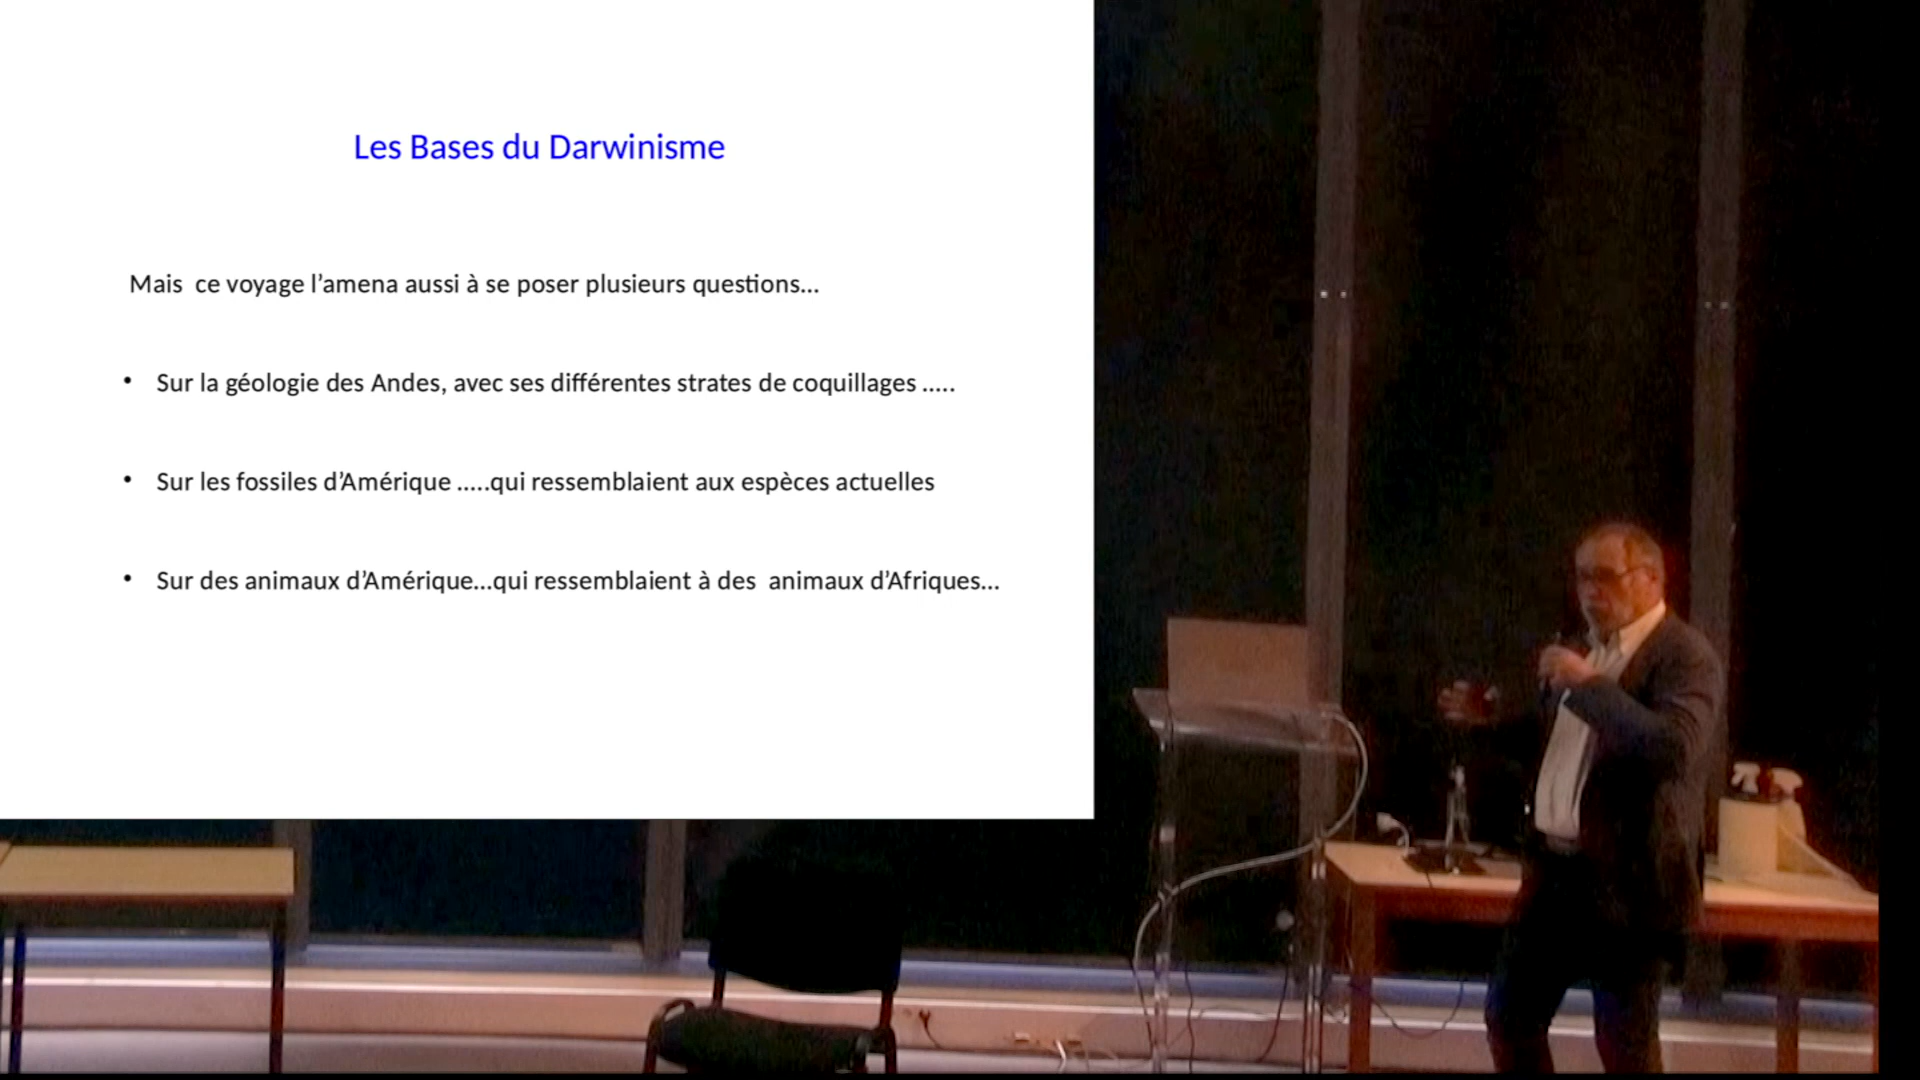 Les Bases du Darwinisme
Mais  ce voyage l’amena aussi à se poser plusieurs questions...
• Sur la géologie des Andes, avec ses différentes strates de coquillages .....
• Sur les fossiles d’Amérique .....qui ressemblaient aux espèces actuelles
• Sur des animaux d’Amérique...qui ressemblaient à des  animaux d’Afriques...